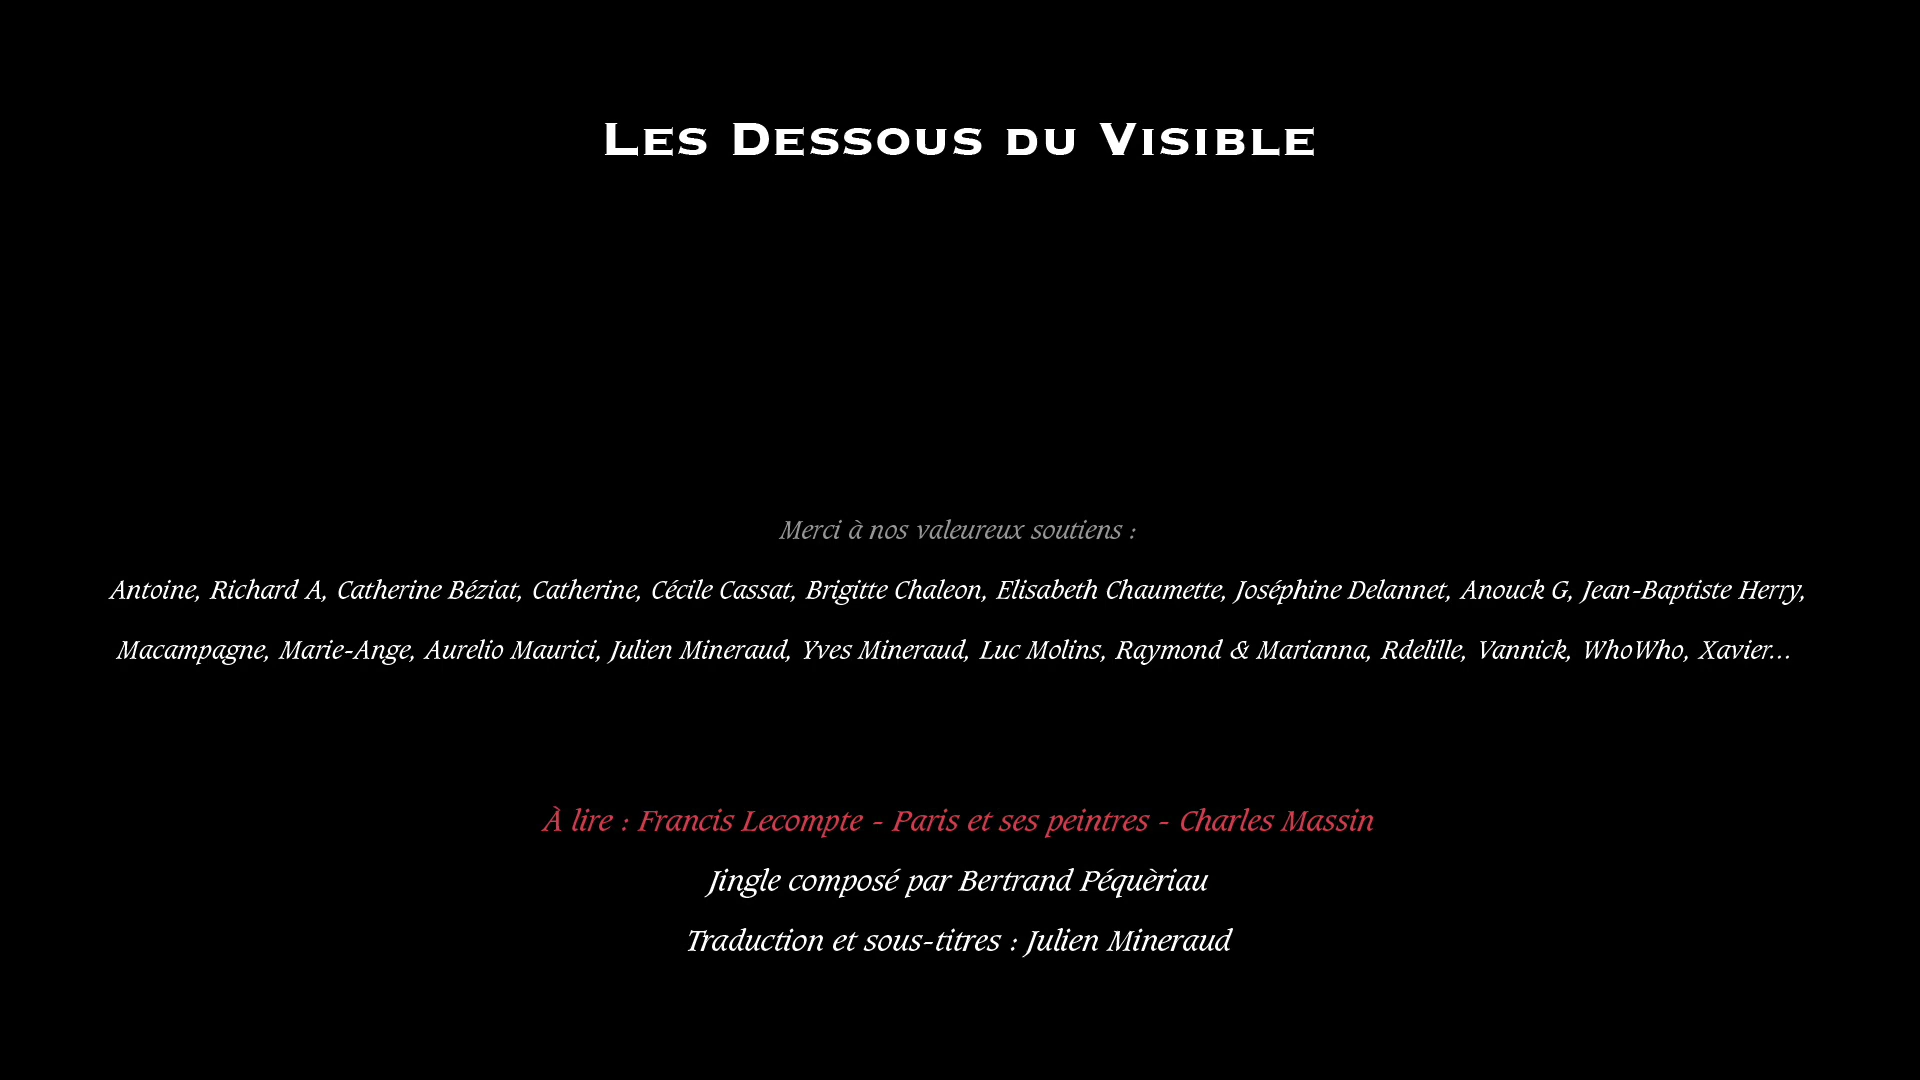 Les Dessous du Visible
Merci à nos valeureux soutiens :
Antoine, Richard A, Catherine Béziat, Catherine, Cécile Cassat, Brigitte Chaleon, Elisabeth Chaumette, Joséphine Delannet, Anouck G, Jean-Baptiste Herry,
Macampagne, Marie-Ange, Aurelio Maurici, Julien Mineraud, Yves Mineraud, Luc Molins, Raymond & Marianna, Rdelille, Vannick, WhoWho, Xavier...
À lire : Francis Lecompte - Paris et ses peintres - Charles Massin
Jingle composé par Bertrand Péquèriau
Traduction et sous-titres : Julien Mineraud